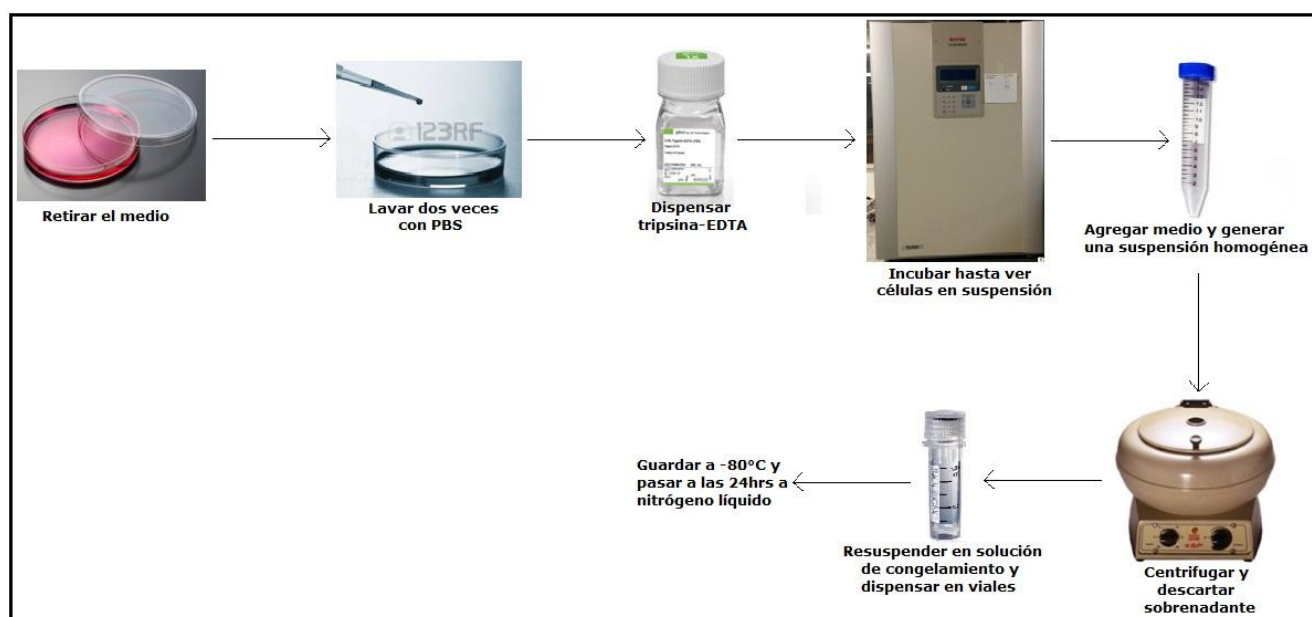 Retirar el medio
123RF
Lavar dos veces
con PBS
Dispensar
tripsina-EDTA
Incubar hasta ver
células en suspensión
Agregar medio y generar
una suspensión homogénea
Guardar a -80°C y
pasar a las 24hrs a
nitrógeno líquido
Resuspender en solución
de congelamiento y
dispensar en viales
Centrifugar y
descartar
sobrenadante